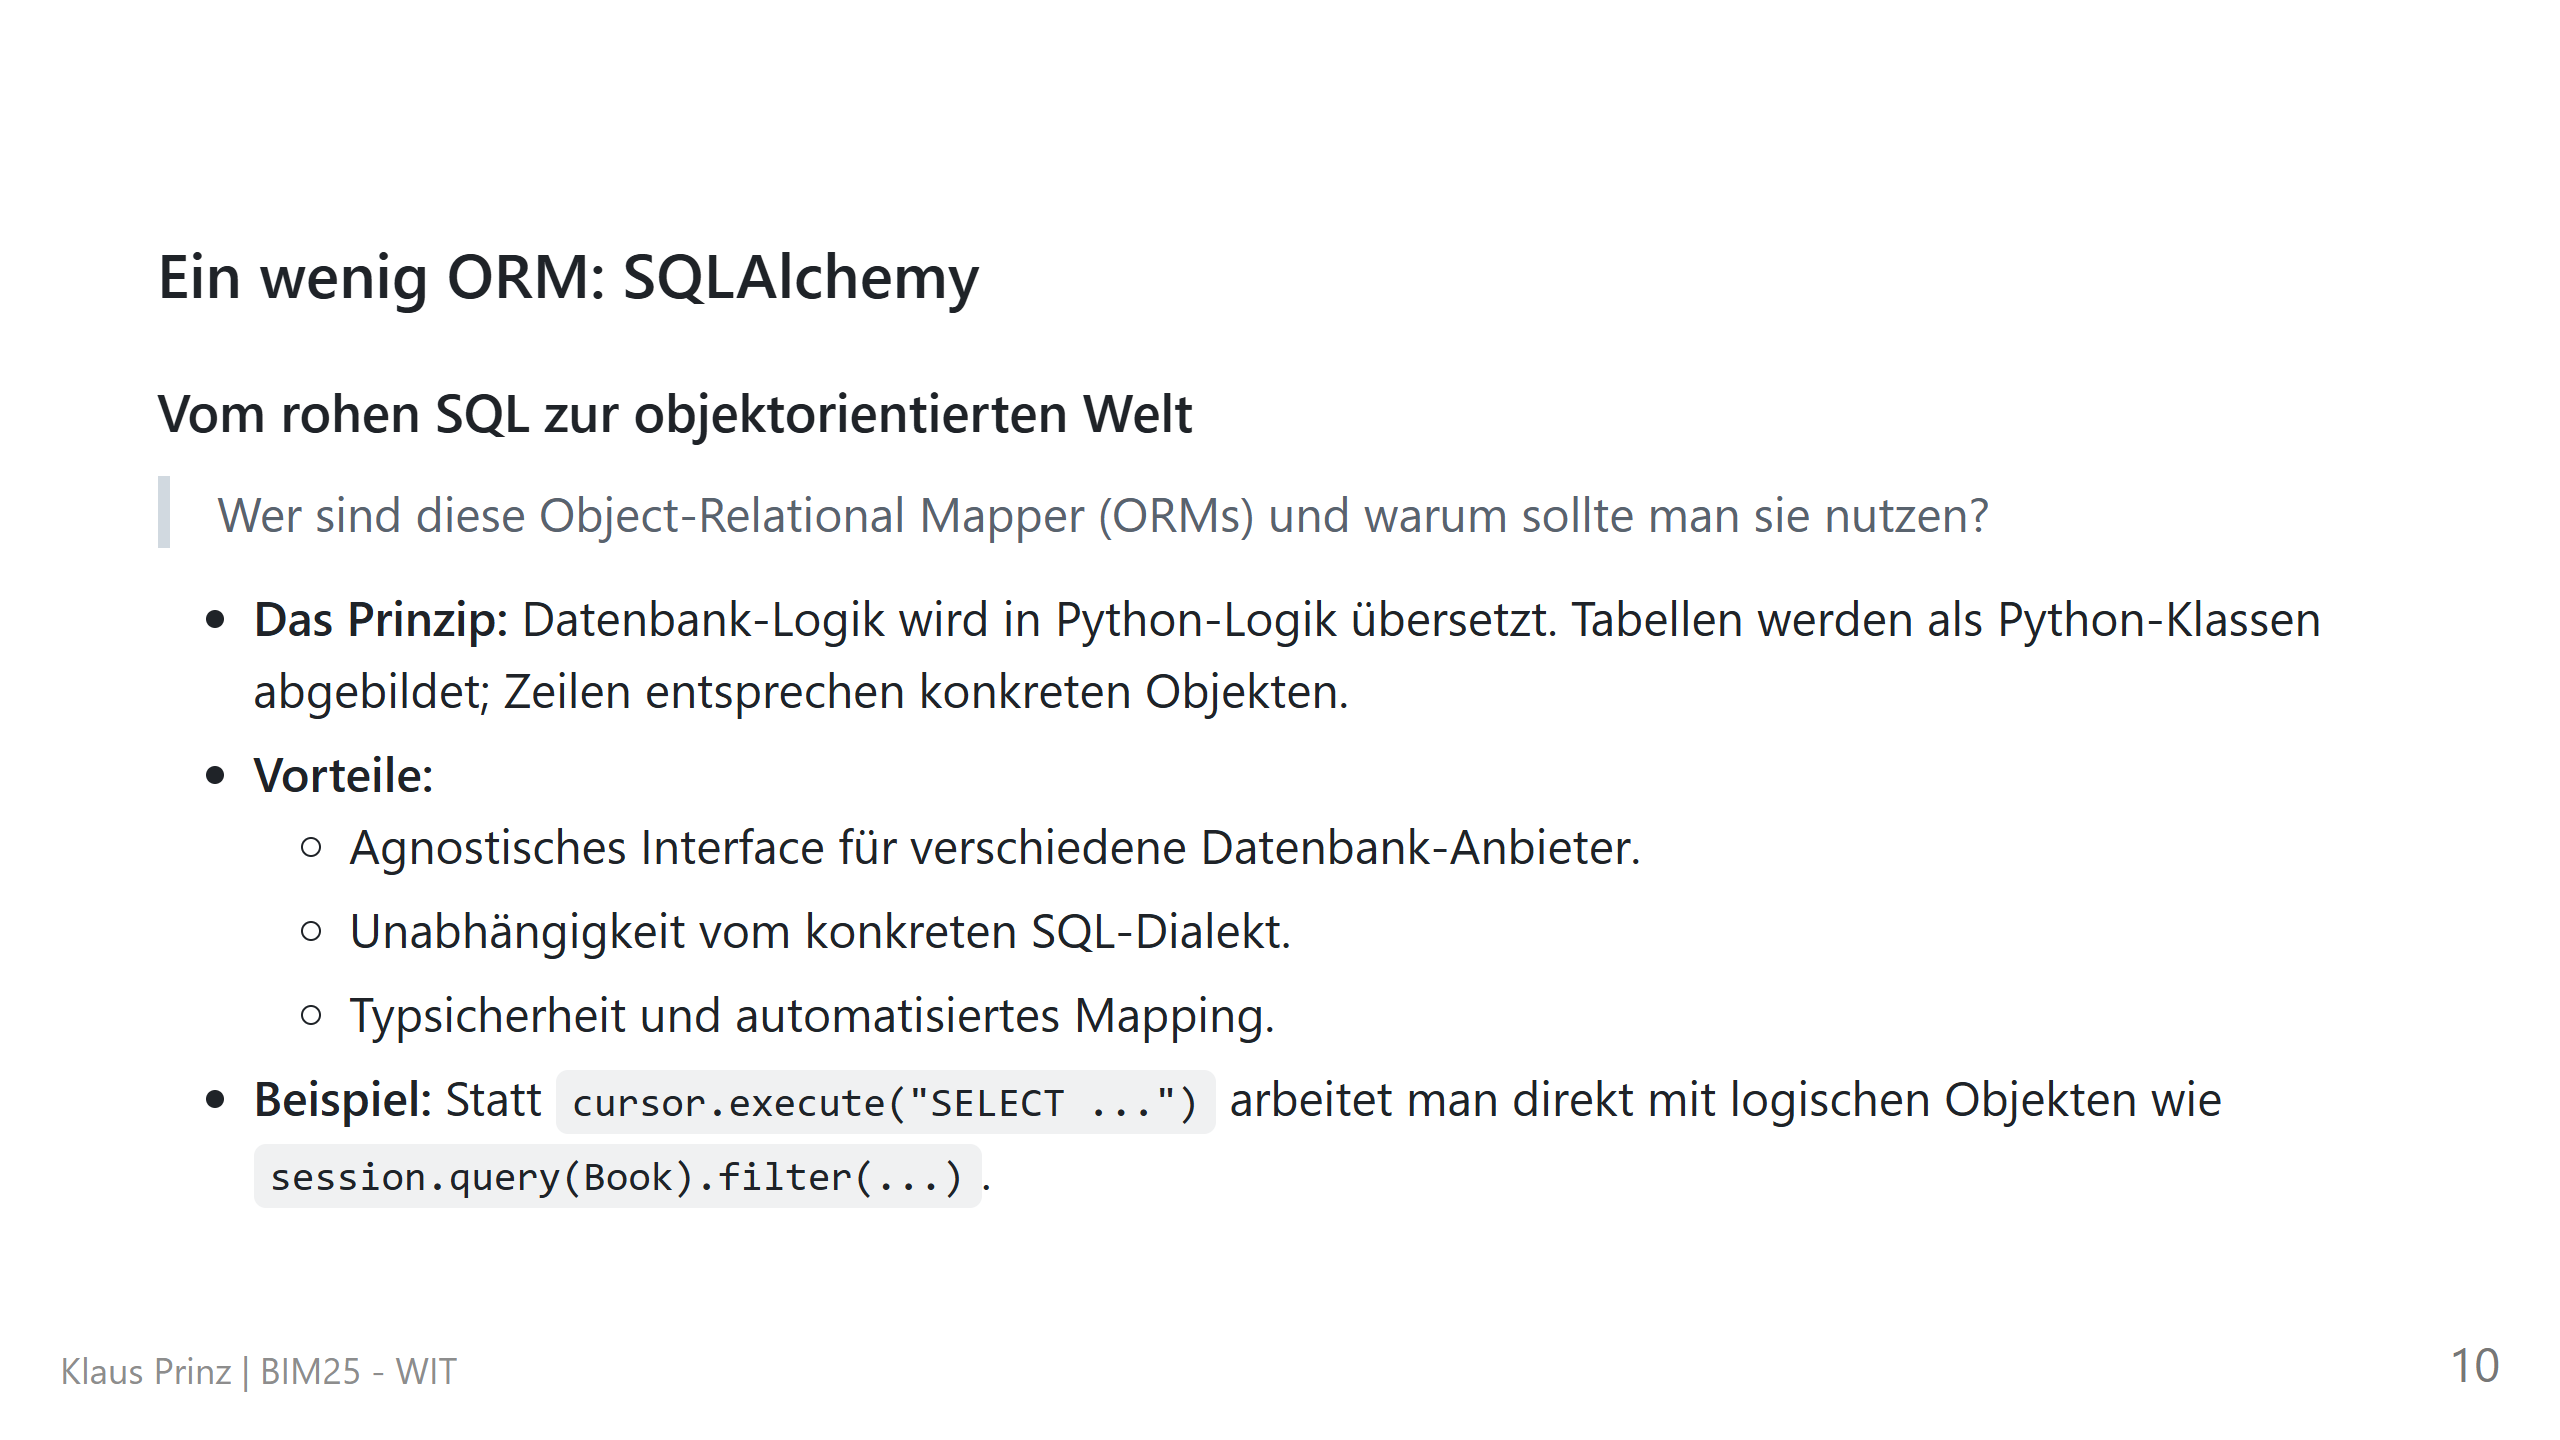 Ein wenig ORM: SQLAlchemy
Vom rohen SQL zur objektorientierten Welt
Wer sind diese Object-Relational Mapper (ORMs) und warum sollte man sie nutzen?
• Das Prinzip: Datenbank-Logik wird in Python-Logik übersetzt. Tabellen werden als Python-Klassen
abgebildet; Zeilen entsprechen konkreten Objekten.
• Vorteile:
○ Agnostisches Interface für verschiedene Datenbank-Anbieter.
○ Unabhängigkeit vom konkreten SQL-Dialekt.
○ Typsicherheit und automatisiertes Mapping.
• Beispiel: Statt cursor.execute("SELECT ...") arbeitet man direkt mit logischen Objekten wie
session.query(Book).filter(...).
Klaus Prinz | BIM25 - WIT
10